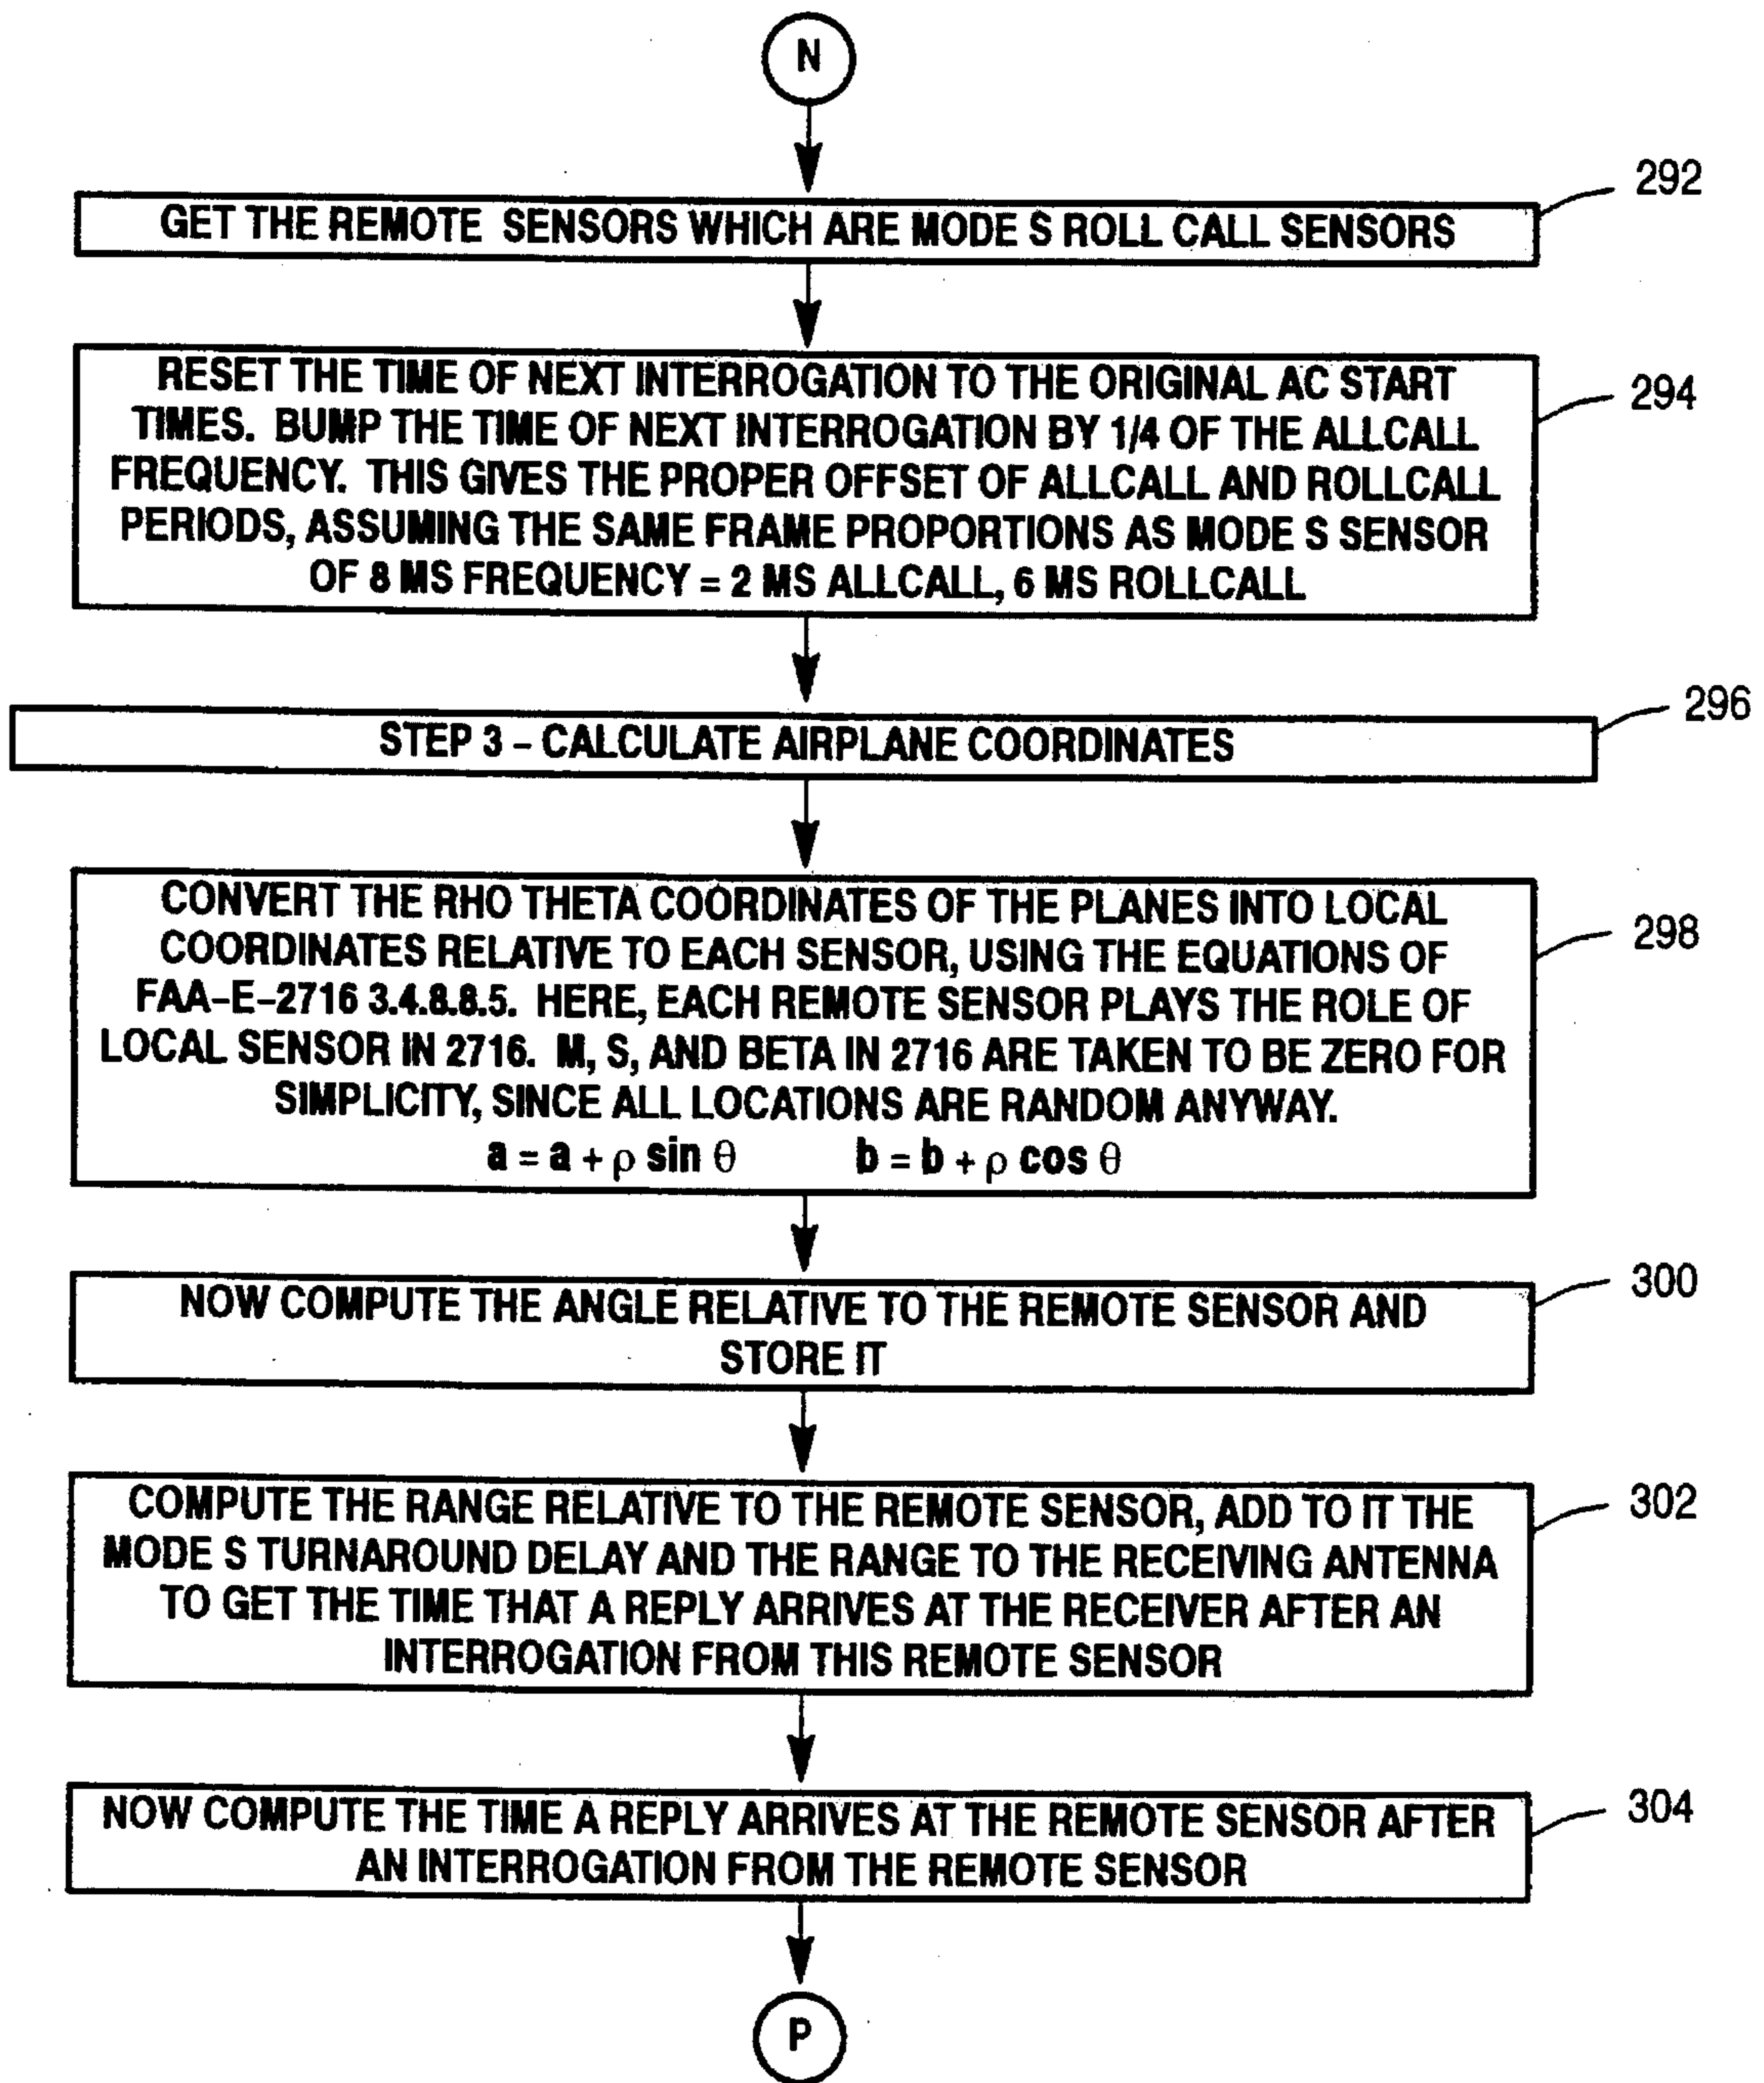 N
292
GET THE REMOTE SENSORS WHICH ARE MODE S ROLL CALL SENSORS
294
RESET THE TIME OF NEXT INTERROGATION TO THE ORIGINAL AC START
TIMES. BUMP THE TIME OF NEXT INTERROGATION BY 1/4 OF THE ALLCALL
FREQUENCY. THIS GIVES THE PROPER OFFSET OF ALLCALL AND ROLLCALL
PERIODS, ASSUMING THE SAME FRAME PROPORTIONS AS MODE S SENSOR
OF 8 MS FREQUENCY = 2 MS ALLCALL, 6 MS ROLLCALL
296
STEP 3 – CALCULATE AIRPLANE COORDINATES
298
CONVERT THE RHO THETA COORDINATES OF THE PLANES INTO LOCAL
COORDINATES RELATIVE TO EACH SENSOR, USING THE EQUATIONS OF
FAA–E–2716 3.4.8.8.5. HERE, EACH REMOTE SENSOR PLAYS THE ROLE OF
LOCAL SENSOR IN 2716. M, S, AND BETA IN 2716 ARE TAKEN TO BE ZERO FOR
SIMPLICITY, SINCE ALL LOCATIONS ARE RANDOM ANYWAY.
a = a + ρ sin θ b = b + ρ cos θ
300
NOW COMPUTE THE ANGLE RELATIVE TO THE REMOTE SENSOR AND
STORE IT
302
COMPUTE THE RANGE RELATIVE TO THE REMOTE SENSOR, ADD TO IT THE
MODE S TURNAROUND DELAY AND THE RANGE TO THE RECEIVING ANTENNA
TO GET THE TIME THAT A REPLY ARRIVES AT THE RECEIVER AFTER AN
INTERROGATION FROM THIS REMOTE SENSOR
304
NOW COMPUTE THE TIME A REPLY ARRIVES AT THE REMOTE SENSOR AFTER
AN INTERROGATION FROM THE REMOTE SENSOR
P